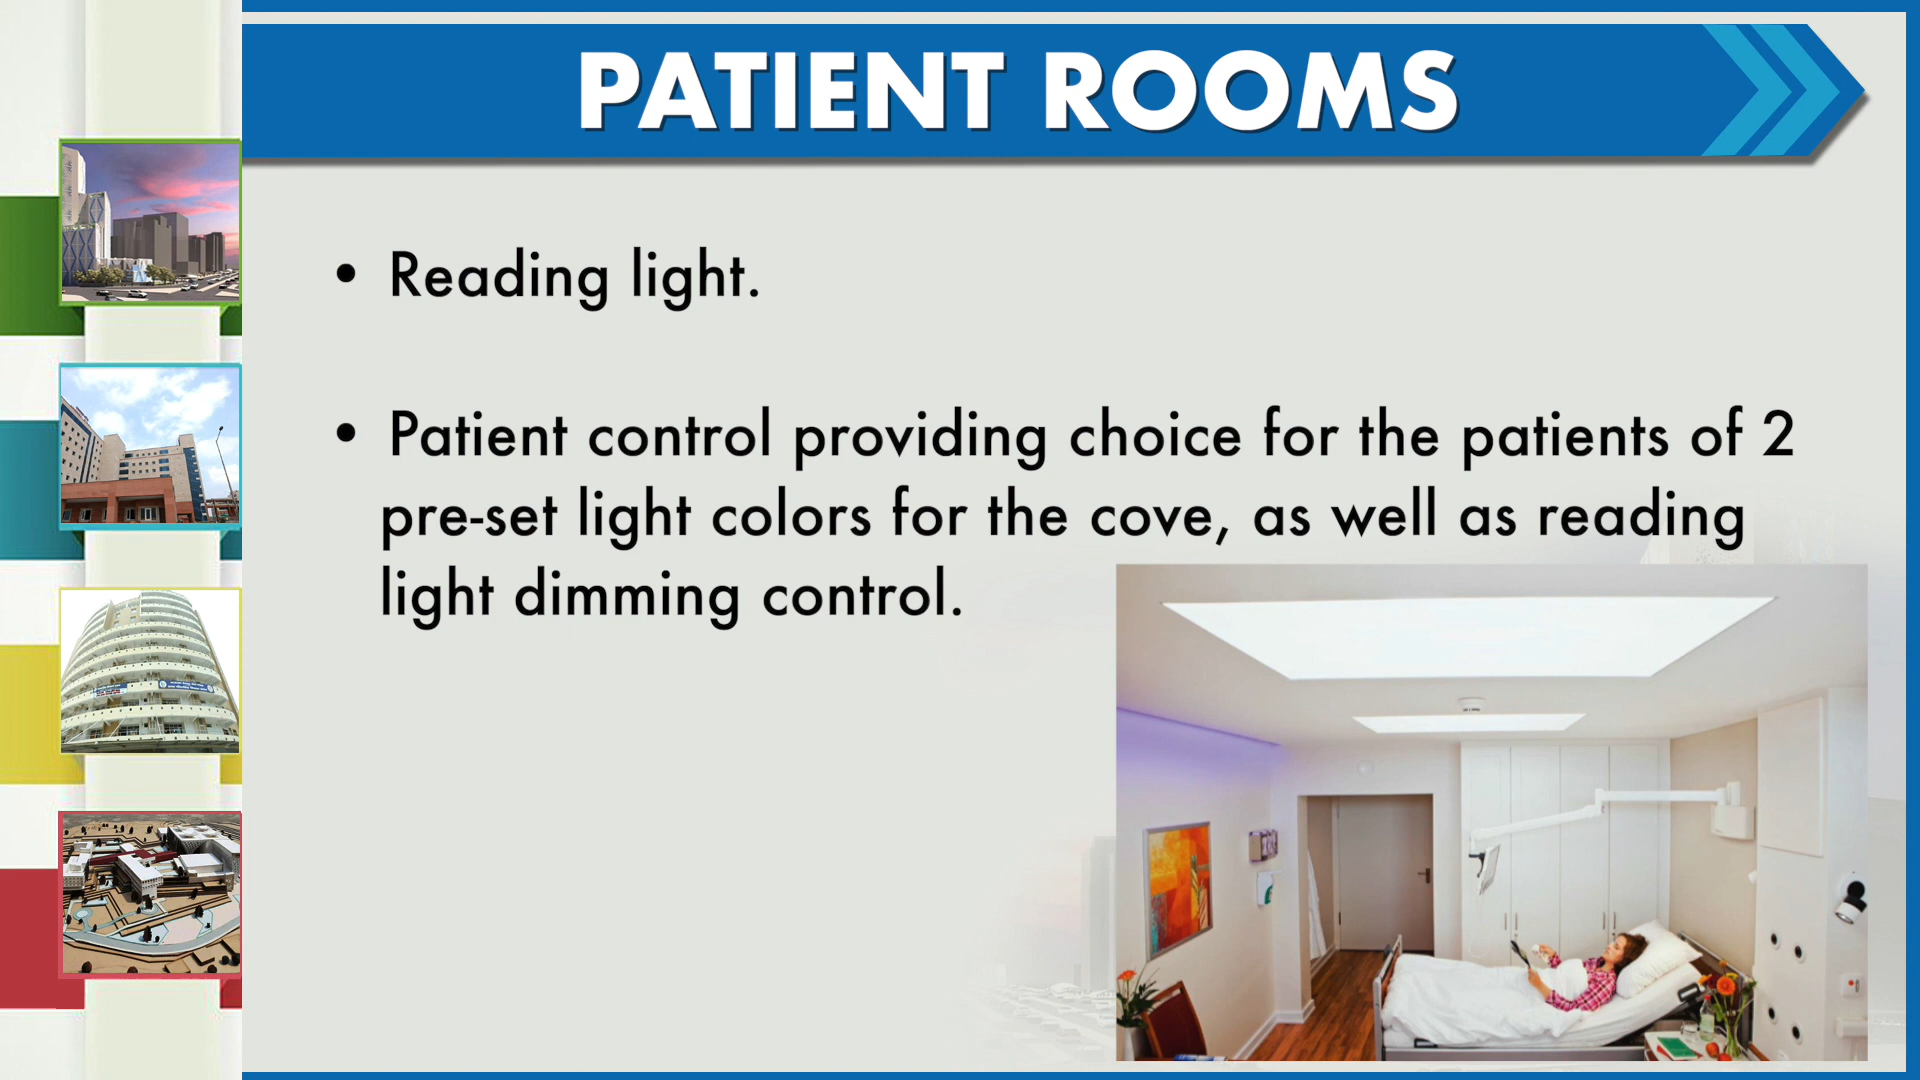 PATIENT ROOMS
• Reading light.
• Patient control providing choice for the patients of 2
pre-set light colors for the cove, as well as reading
light dimming control.